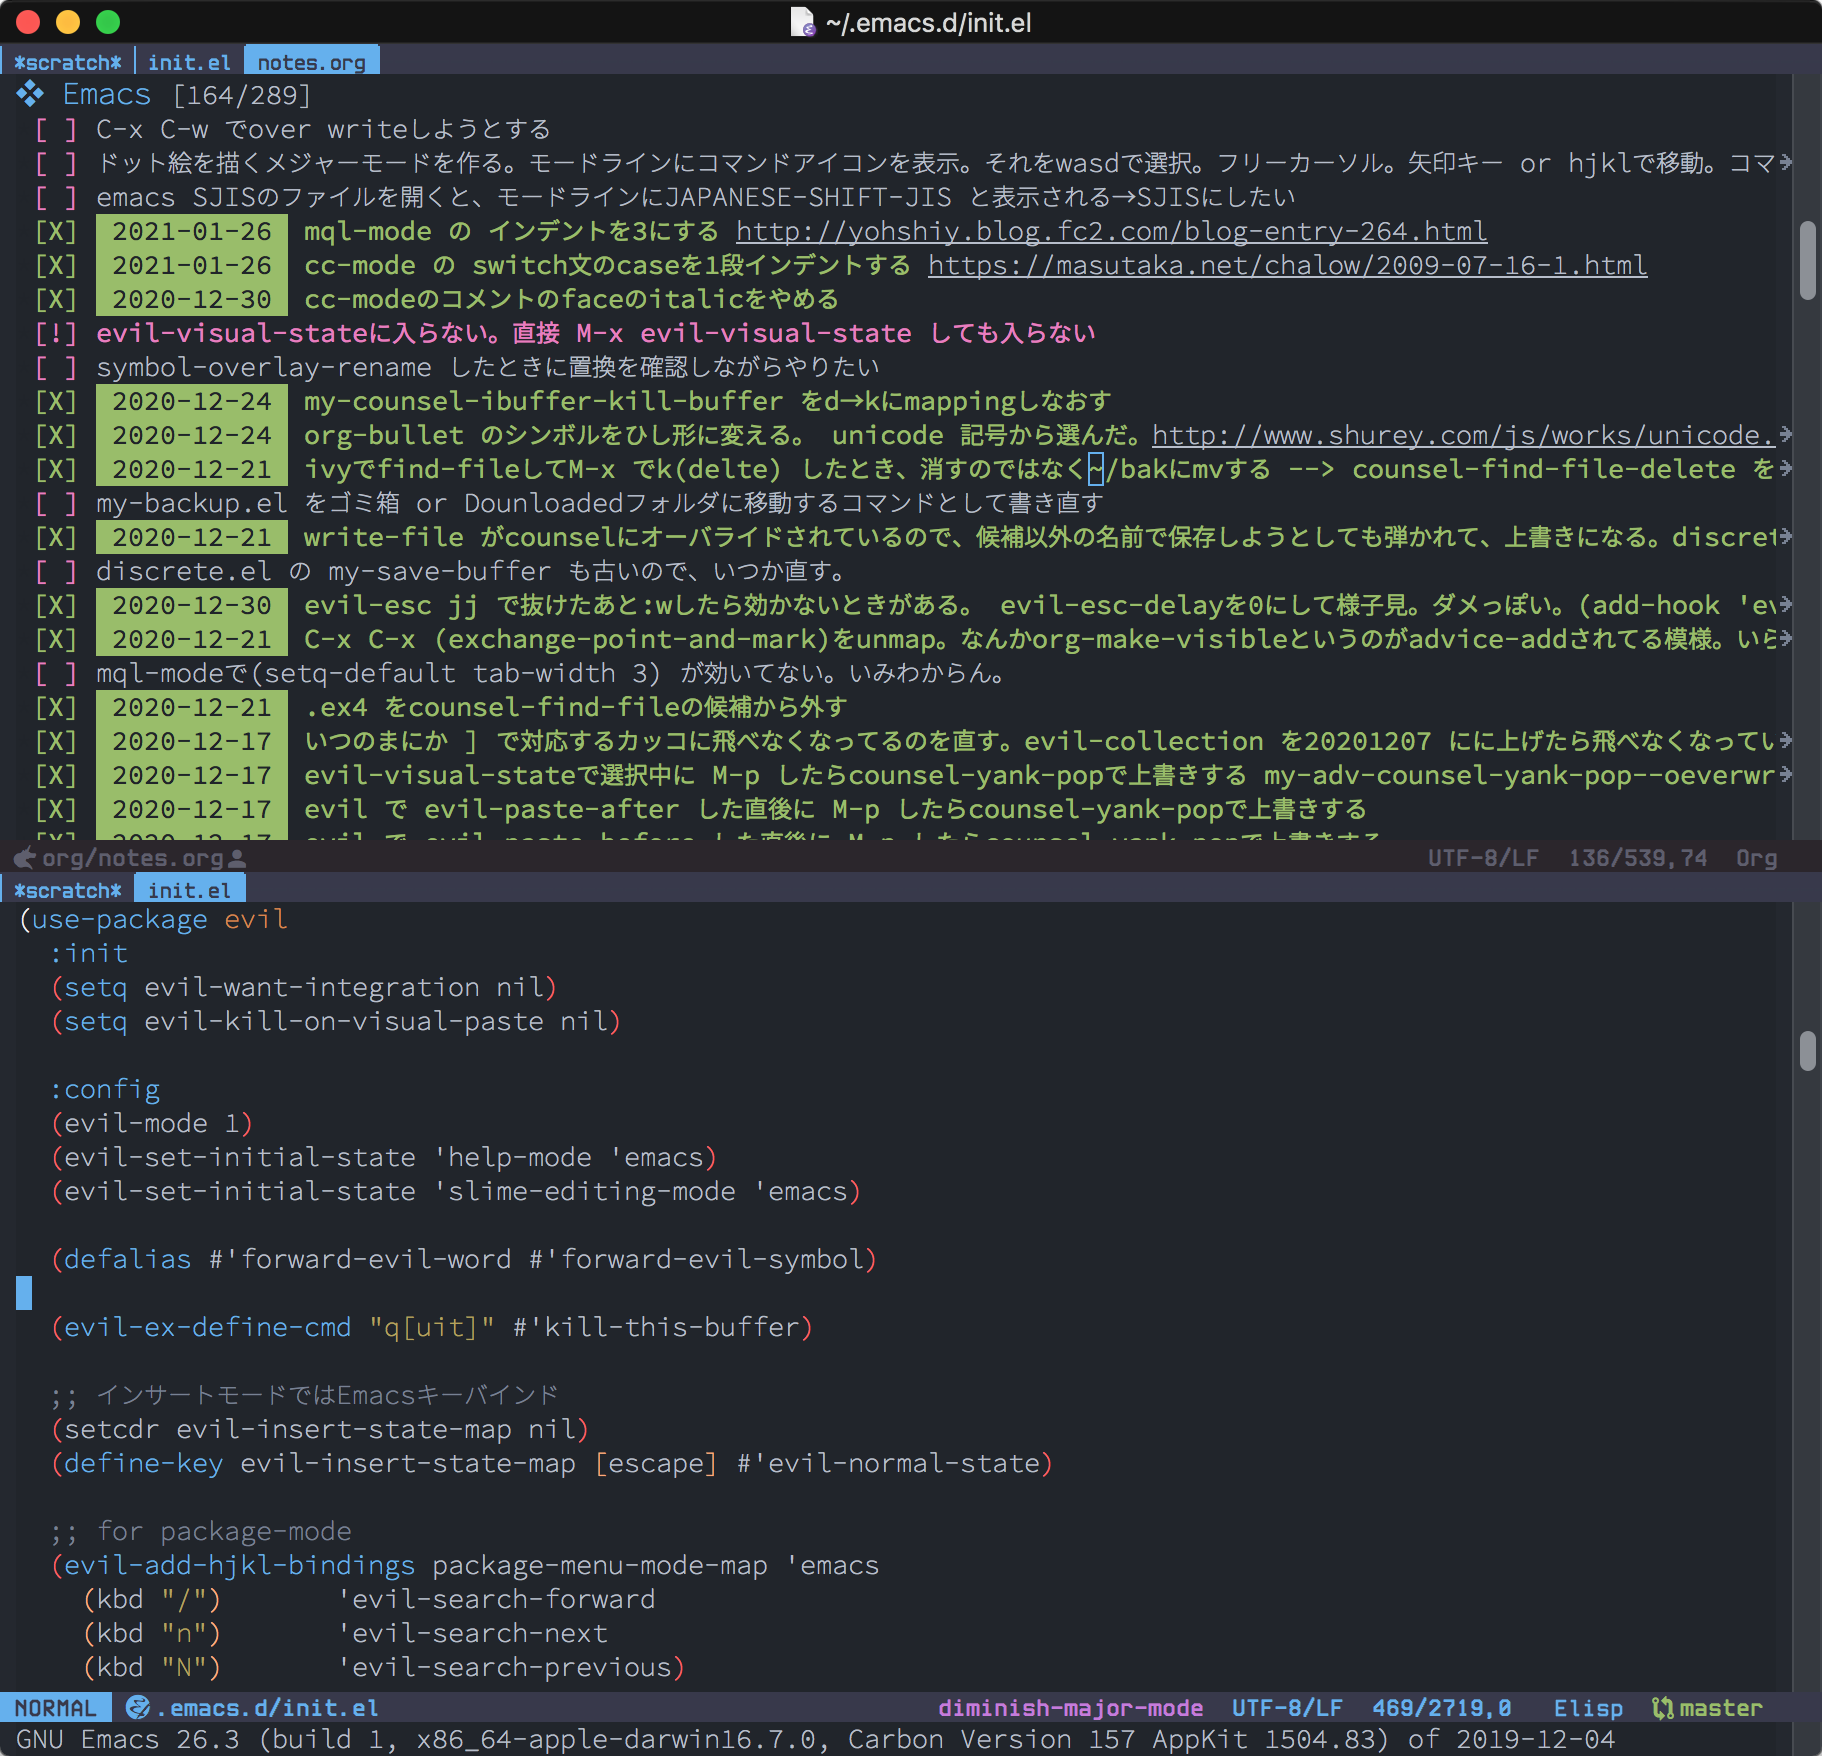 ~/.emacs.d/init.el
*scratch* init.el notes.org
Emacs [164/289]
[ ] C-x C-w でover writeしようとする
[ ] ドット絵を描くメジャーモードを作る。モードラインにコマンドアイコンを表示。それをwasdで選択。フリーカーソル。矢印キー or hjklで移動。コマ
[ ] emacs SJISのファイルを開くと、モードラインにJAPANESE-SHIFT-JIS と表示される→SJISにしたい
[X] 2021-01-26 mql-mode の インデントを3にする http://yohshiy.blog.fc2.com/blog-entry-264.html
[X] 2021-01-26 cc-mode の switch文のcaseを1段インデントする https://masutaka.net/chalow/2009-07-16-1.html
[X] 2020-12-30 cc-modeのコメントのfaceのitalicをやめる
[!] evil-visual-stateに入らない。直接 M-x evil-visual-state しても入らない
[ ] symbol-overlay-rename したときに置換を確認しながらやりたい
[X] 2020-12-24 my-counsel-ibuffer-kill-buffer をd→kにmappingしなおす
[X] 2020-12-24 org-bullet のシンボルをひし形に変える。 unicode 記号から選んだ。http://www.shurey.com/js/works/unicode.
[X] 2020-12-21 ivyでfind-fileしてM-x でk(delte) したとき、消すのではなく~/bakにmvする --> counsel-find-file-delete を
[ ] my-backup.el をゴミ箱 or Dounloadedフォルダに移動するコマンドとして書き直す
[X] 2020-12-21 write-file がcounselにオーバライドされているので、候補以外の名前で保存しようとしても弾かれて、上書きになる。discret
[ ] discrete.el の my-save-buffer も古いので、いつか直す。
[X] 2020-12-30 evil-esc jj で抜けたあと:wしたら効かないときがある。 evil-esc-delayを0にして様子見。ダメっぽい。(add-hook 'ev
[X] 2020-12-21 C-x C-x (exchange-point-and-mark)をunmap。なんかorg-make-visibleというのがadvice-addされてる模様。いら
[ ] mql-modeで(setq-default tab-width 3) が効いてない。いみわからん。
[X] 2020-12-21 .ex4 をcounsel-find-fileの候補から外す
[X] 2020-12-17 いつのまにか ] で対応するカッコに飛べなくなってるのを直す。evil-collection を20201207 にに上げたら飛べなくなってい
[X] 2020-12-17 evil-visual-stateで選択中に M-p したらcounsel-yank-popで上書きする my-adv-counsel-yank-pop--oeverwr
[X] 2020-12-17 evil で evil-paste-after した直後に M-p したらcounsel-yank-popで上書きする
[X] 2020-12-17 evil で evil-paste-before した直後に M-p したらcounsel-yank-popで上書きする
org/notes.org UTF-8/LF 136/539,74 Org
*scratch* init.el
(use-package evil
:init
(setq evil-want-integration nil)
(setq evil-kill-on-visual-paste nil)
:config
(evil-mode 1)
(evil-set-initial-state 'help-mode 'emacs)
(evil-set-initial-state 'slime-editing-mode 'emacs)
(defalias #'forward-evil-word #'forward-evil-symbol)
(evil-ex-define-cmd "q[uit]" #'kill-this-buffer)
;; インサートモードではEmacsキーバインド
(setcdr evil-insert-state-map nil)
(define-key evil-insert-state-map [escape] #'evil-normal-state)
;; for package-mode
(evil-add-hjkl-bindings package-menu-mode-map 'emacs
(kbd "/") 'evil-search-forward
(kbd "n") 'evil-search-next
(kbd "N") 'evil-search-previous)
NORMAL .emacs.d/init.el diminish-major-mode UTF-8/LF 469/2719,0 Elisp master
GNU Emacs 26.3 (build 1, x86_64-apple-darwin16.7.0, Carbon Version 157 AppKit 1504.83) of 2019-12-04